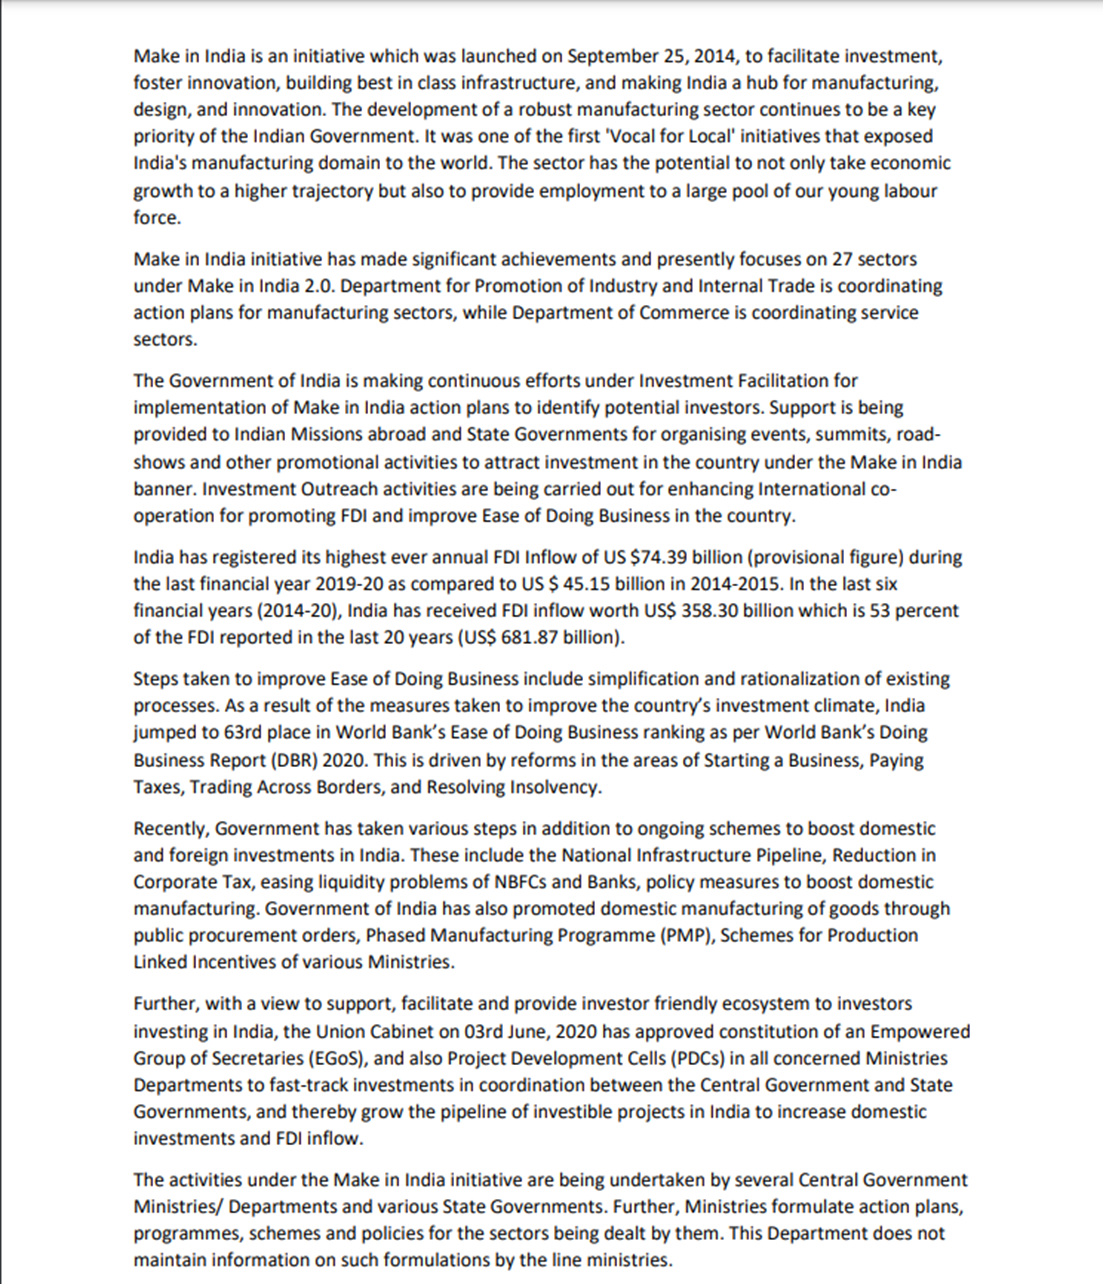 Make in India is an initiative which was launched on September 25, 2014, to facilitate investment,
foster innovation, building best in class infrastructure, and making India a hub for manufacturing,
design, and innovation. The development of a robust manufacturing sector continues to be a key
priority of the Indian Government. It was one of the first 'Vocal for Local' initiatives that exposed
India's manufacturing domain to the world. The sector has the potential to not only take economic
growth to a higher trajectory but also to provide employment to a large pool of our young labour
force.
Make in India initiative has made significant achievements and presently focuses on 27 sectors
under Make in India 2.0. Department for Promotion of Industry and Internal Trade is coordinating
action plans for manufacturing sectors, while Department of Commerce is coordinating service
sectors.
The Government of India is making continuous efforts under Investment Facilitation for
implementation of Make in India action plans to identify potential investors. Support is being
provided to Indian Missions abroad and State Governments for organising events, summits, road-
shows and other promotional activities to attract investment in the country under the Make in India
banner. Investment Outreach activities are being carried out for enhancing International co-
operation for promoting FDI and improve Ease of Doing Business in the country.
India has registered its highest ever annual FDI Inflow of US $74.39 billion (provisional figure) during
the last financial year 2019-20 as compared to US $ 45.15 billion in 2014-2015. In the last six
financial years (2014-20), India has received FDI inflow worth US$ 358.30 billion which is 53 percent
of the FDI reported in the last 20 years (US$ 681.87 billion).
Steps taken to improve Ease of Doing Business include simplification and rationalization of existing
processes. As a result of the measures taken to improve the country's investment climate, India
jumped to 63rd place in World Bank's Ease of Doing Business ranking as per World Bank's Doing
Business Report (DBR) 2020. This is driven by reforms in the areas of Starting a Business, Paying
Taxes, Trading Across Borders, and Resolving Insolvency.
Recently, Government has taken various steps in addition to ongoing schemes to boost domestic
and foreign investments in India. These include the National Infrastructure Pipeline, Reduction in
Corporate Tax, easing liquidity problems of NBFCs and Banks, policy measures to boost domestic
manufacturing. Government of India has also promoted domestic manufacturing of goods through
public procurement orders, Phased Manufacturing Programme (PMP), Schemes for Production
Linked Incentives of various Ministries.
Further, with a view to support, facilitate and provide investor friendly ecosystem to investors
investing in India, the Union Cabinet on 03rd June, 2020 has approved constitution of an Empowered
Group of Secretaries (EGoS), and also Project Development Cells (PDCs) in all concerned Ministries
Departments to fast-track investments in coordination between the Central Government and State
Governments, and thereby grow the pipeline of investible projects in India to increase domestic
investments and FDI inflow.
The activities under the Make in India initiative are being undertaken by several Central Government
Ministries/ Departments and various State Governments. Further, Ministries formulate action plans,
programmes, schemes and policies for the sectors being dealt by them. This Department does not
maintain information on such formulations by the line ministries.